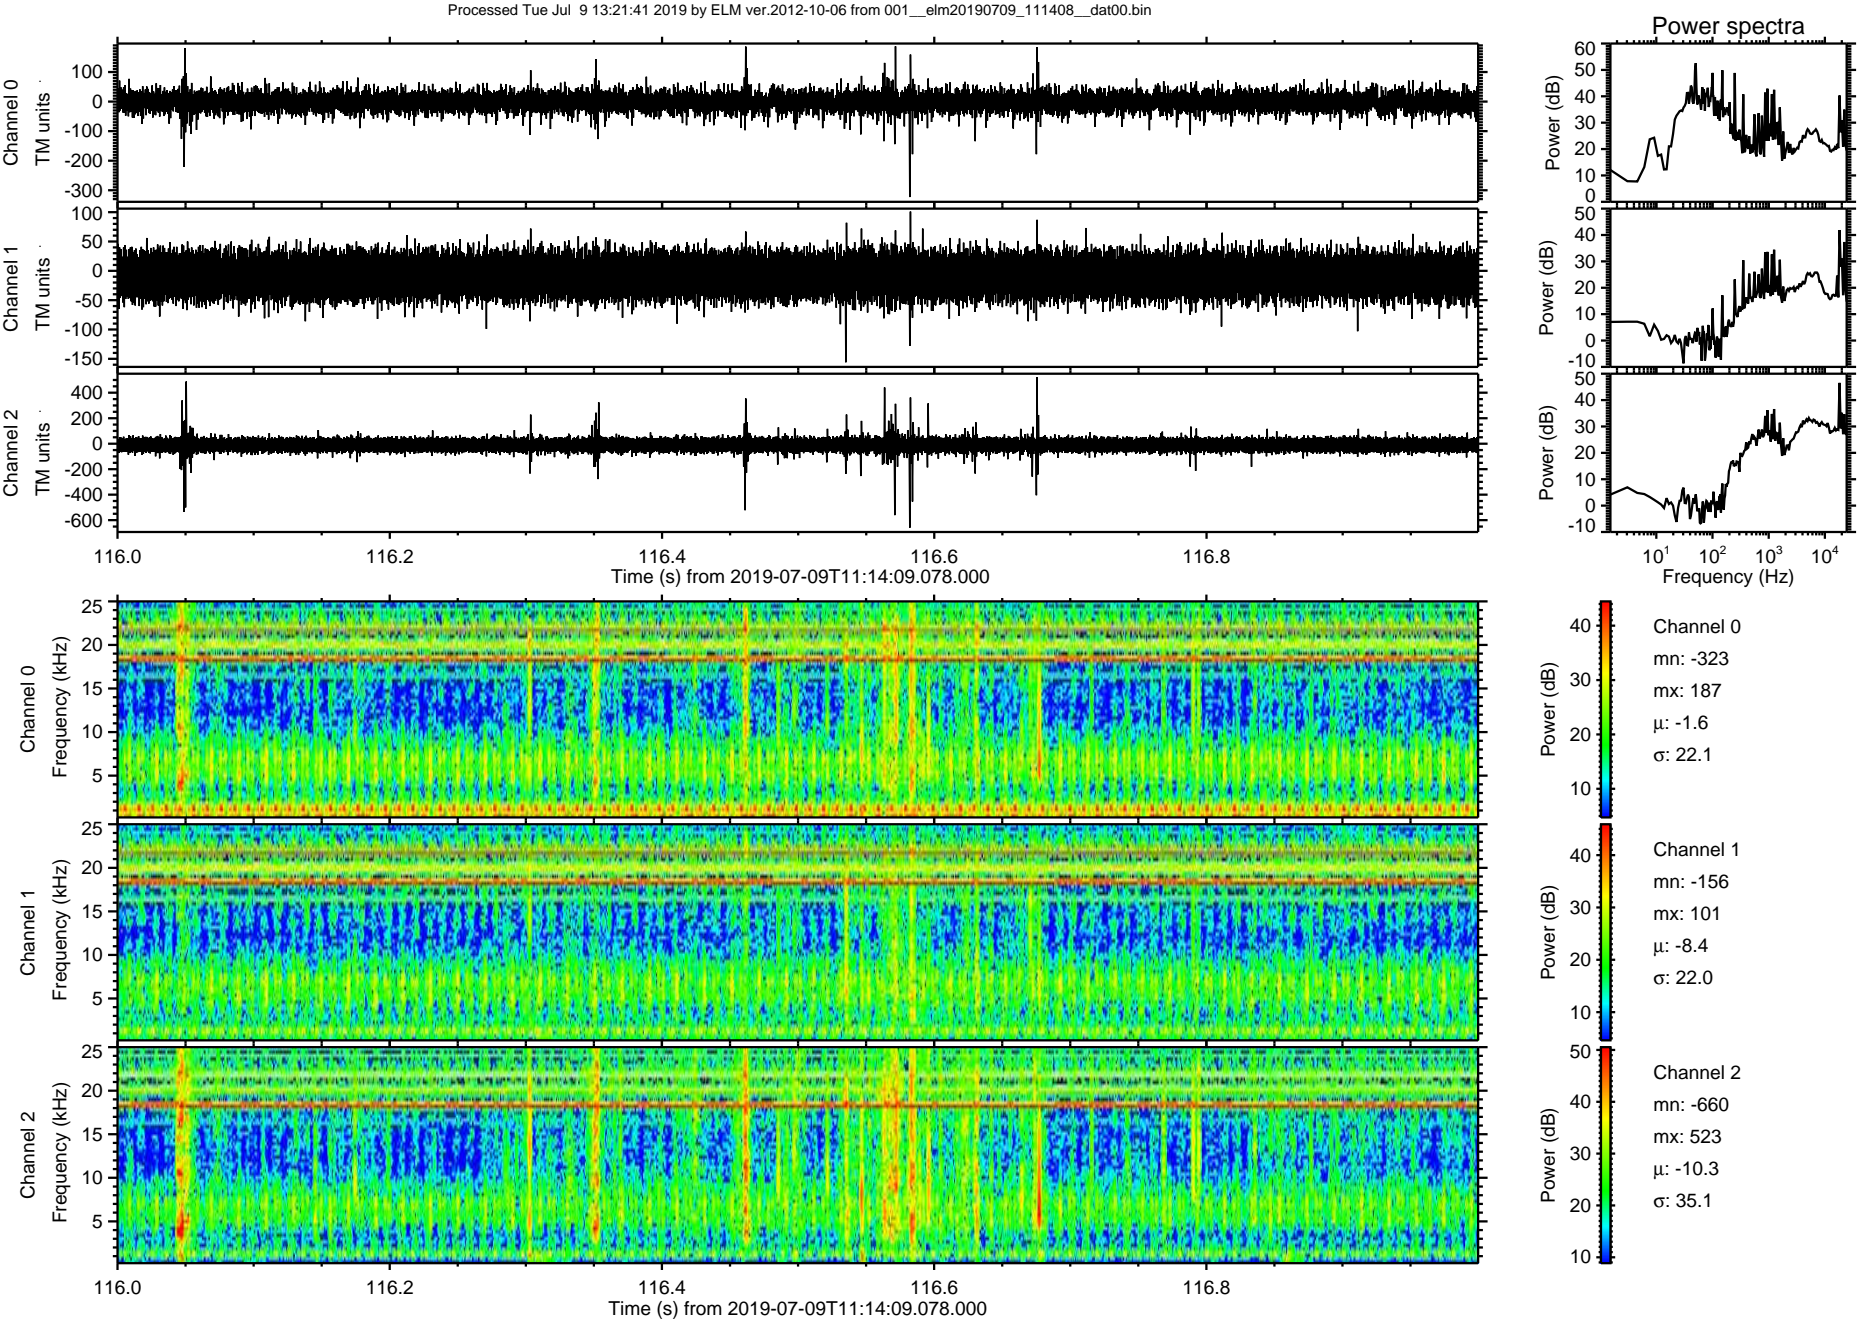 Processed Tue Jul  9 13:21:41 2019 by ELM ver.2012-10-06 from 001__elm20190709_111408__dat00.bin
Power spectra
Channel 0
TM units
100
0
-100
-200
-300
Power (dB)
60
50
40
30
20
10
0
Channel 1
TM units
100
50
0
-50
-100
-150
Power (dB)
50
40
30
20
10
0
-10
Channel 2
TM units
400
200
0
-200
-400
-600
Power (dB)
50
40
30
20
10
0
-10
116.0 116.2 116.4 116.6 116.8
Time (s) from 2019-07-09T11:14:09.078.000
10^1 10^2 10^3 10^4
Frequency (Hz)
Channel 0
Frequency (kHz)
25
20
15
10
5
Power (dB)
40
30
20
10
Channel 0
mn: -323
mx: 187
μ: -1.6
σ: 22.1
Channel 1
Frequency (kHz)
25
20
15
10
5
Power (dB)
40
30
20
10
Channel 1
mn: -156
mx: 101
μ: -8.4
σ: 22.0
Channel 2
Frequency (kHz)
25
20
15
10
5
Power (dB)
50
40
30
20
10
Channel 2
mn: -660
mx: 523
μ: -10.3
σ: 35.1
116.0 116.2 116.4 116.6 116.8
Time (s) from 2019-07-09T11:14:09.078.000